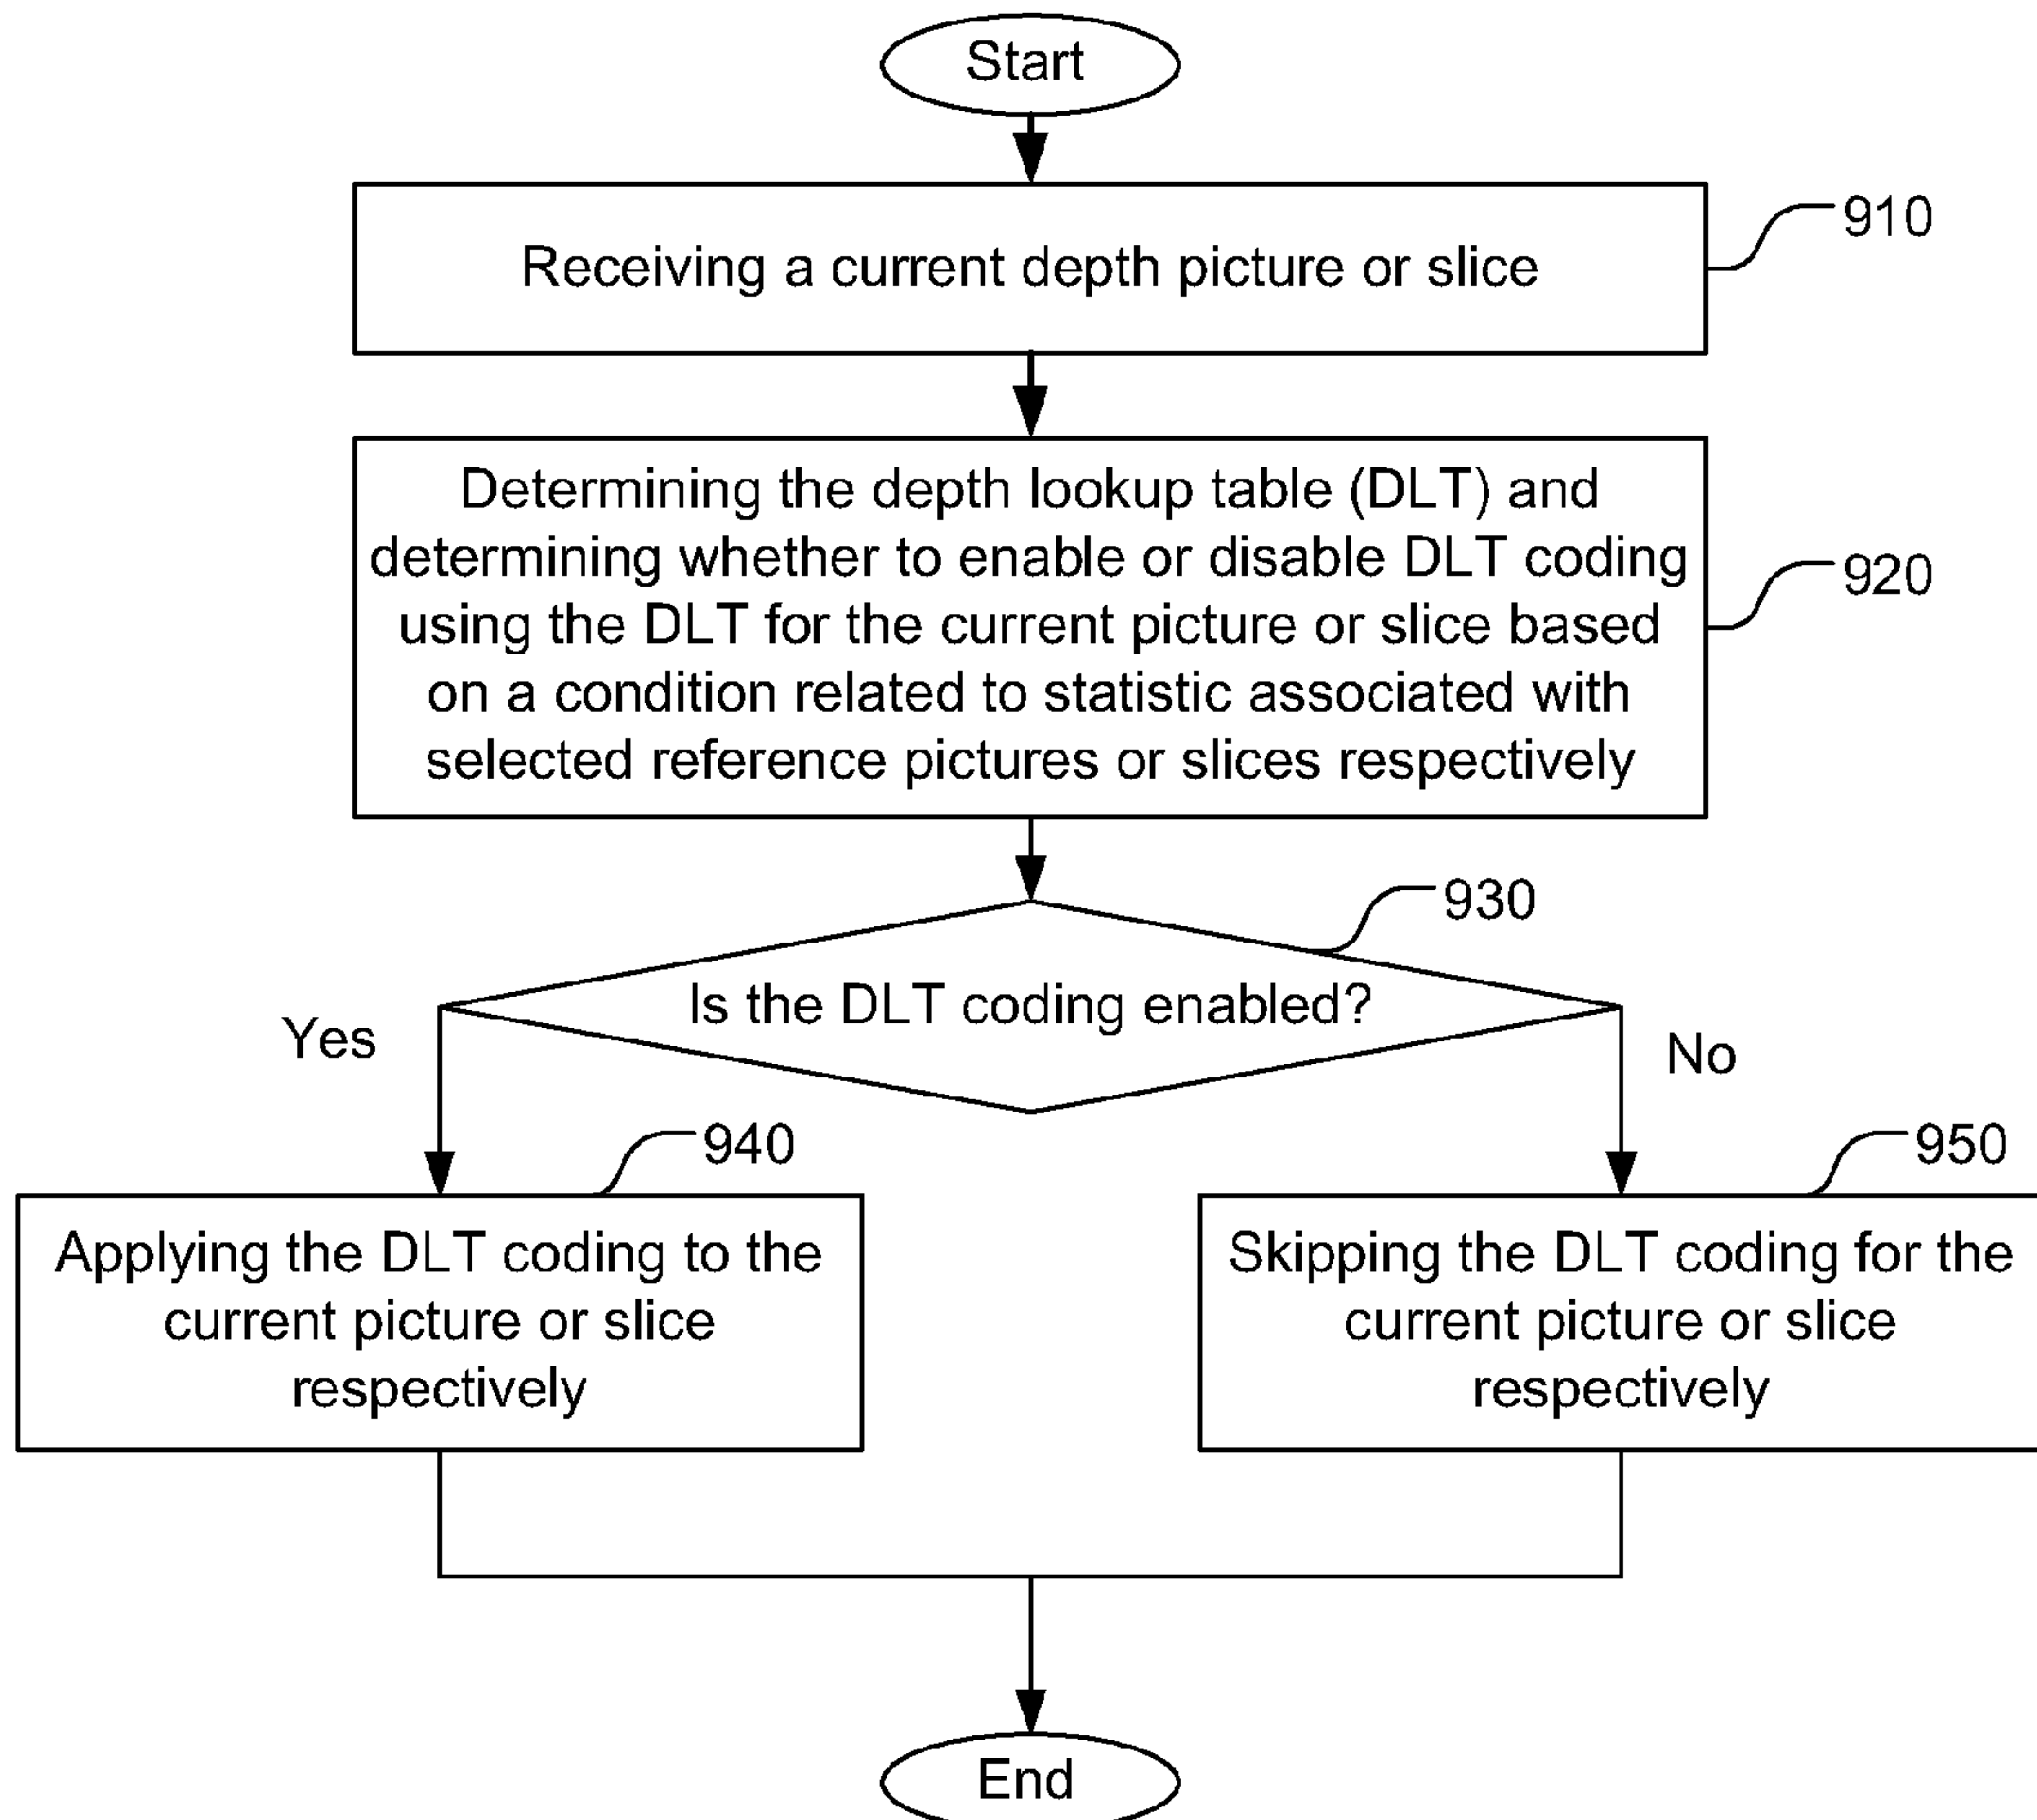 Start
Receiving a current depth picture or slice
910
Determining the depth lookup table (DLT) and
determining whether to enable or disable DLT coding
using the DLT for the current picture or slice based
on a condition related to statistic associated with
selected reference pictures or slices respectively
920
930
Is the DLT coding enabled?
Yes
No
940
Applying the DLT coding to the
current picture or slice
respectively
950
Skipping the DLT coding for the
current picture or slice
respectively
End